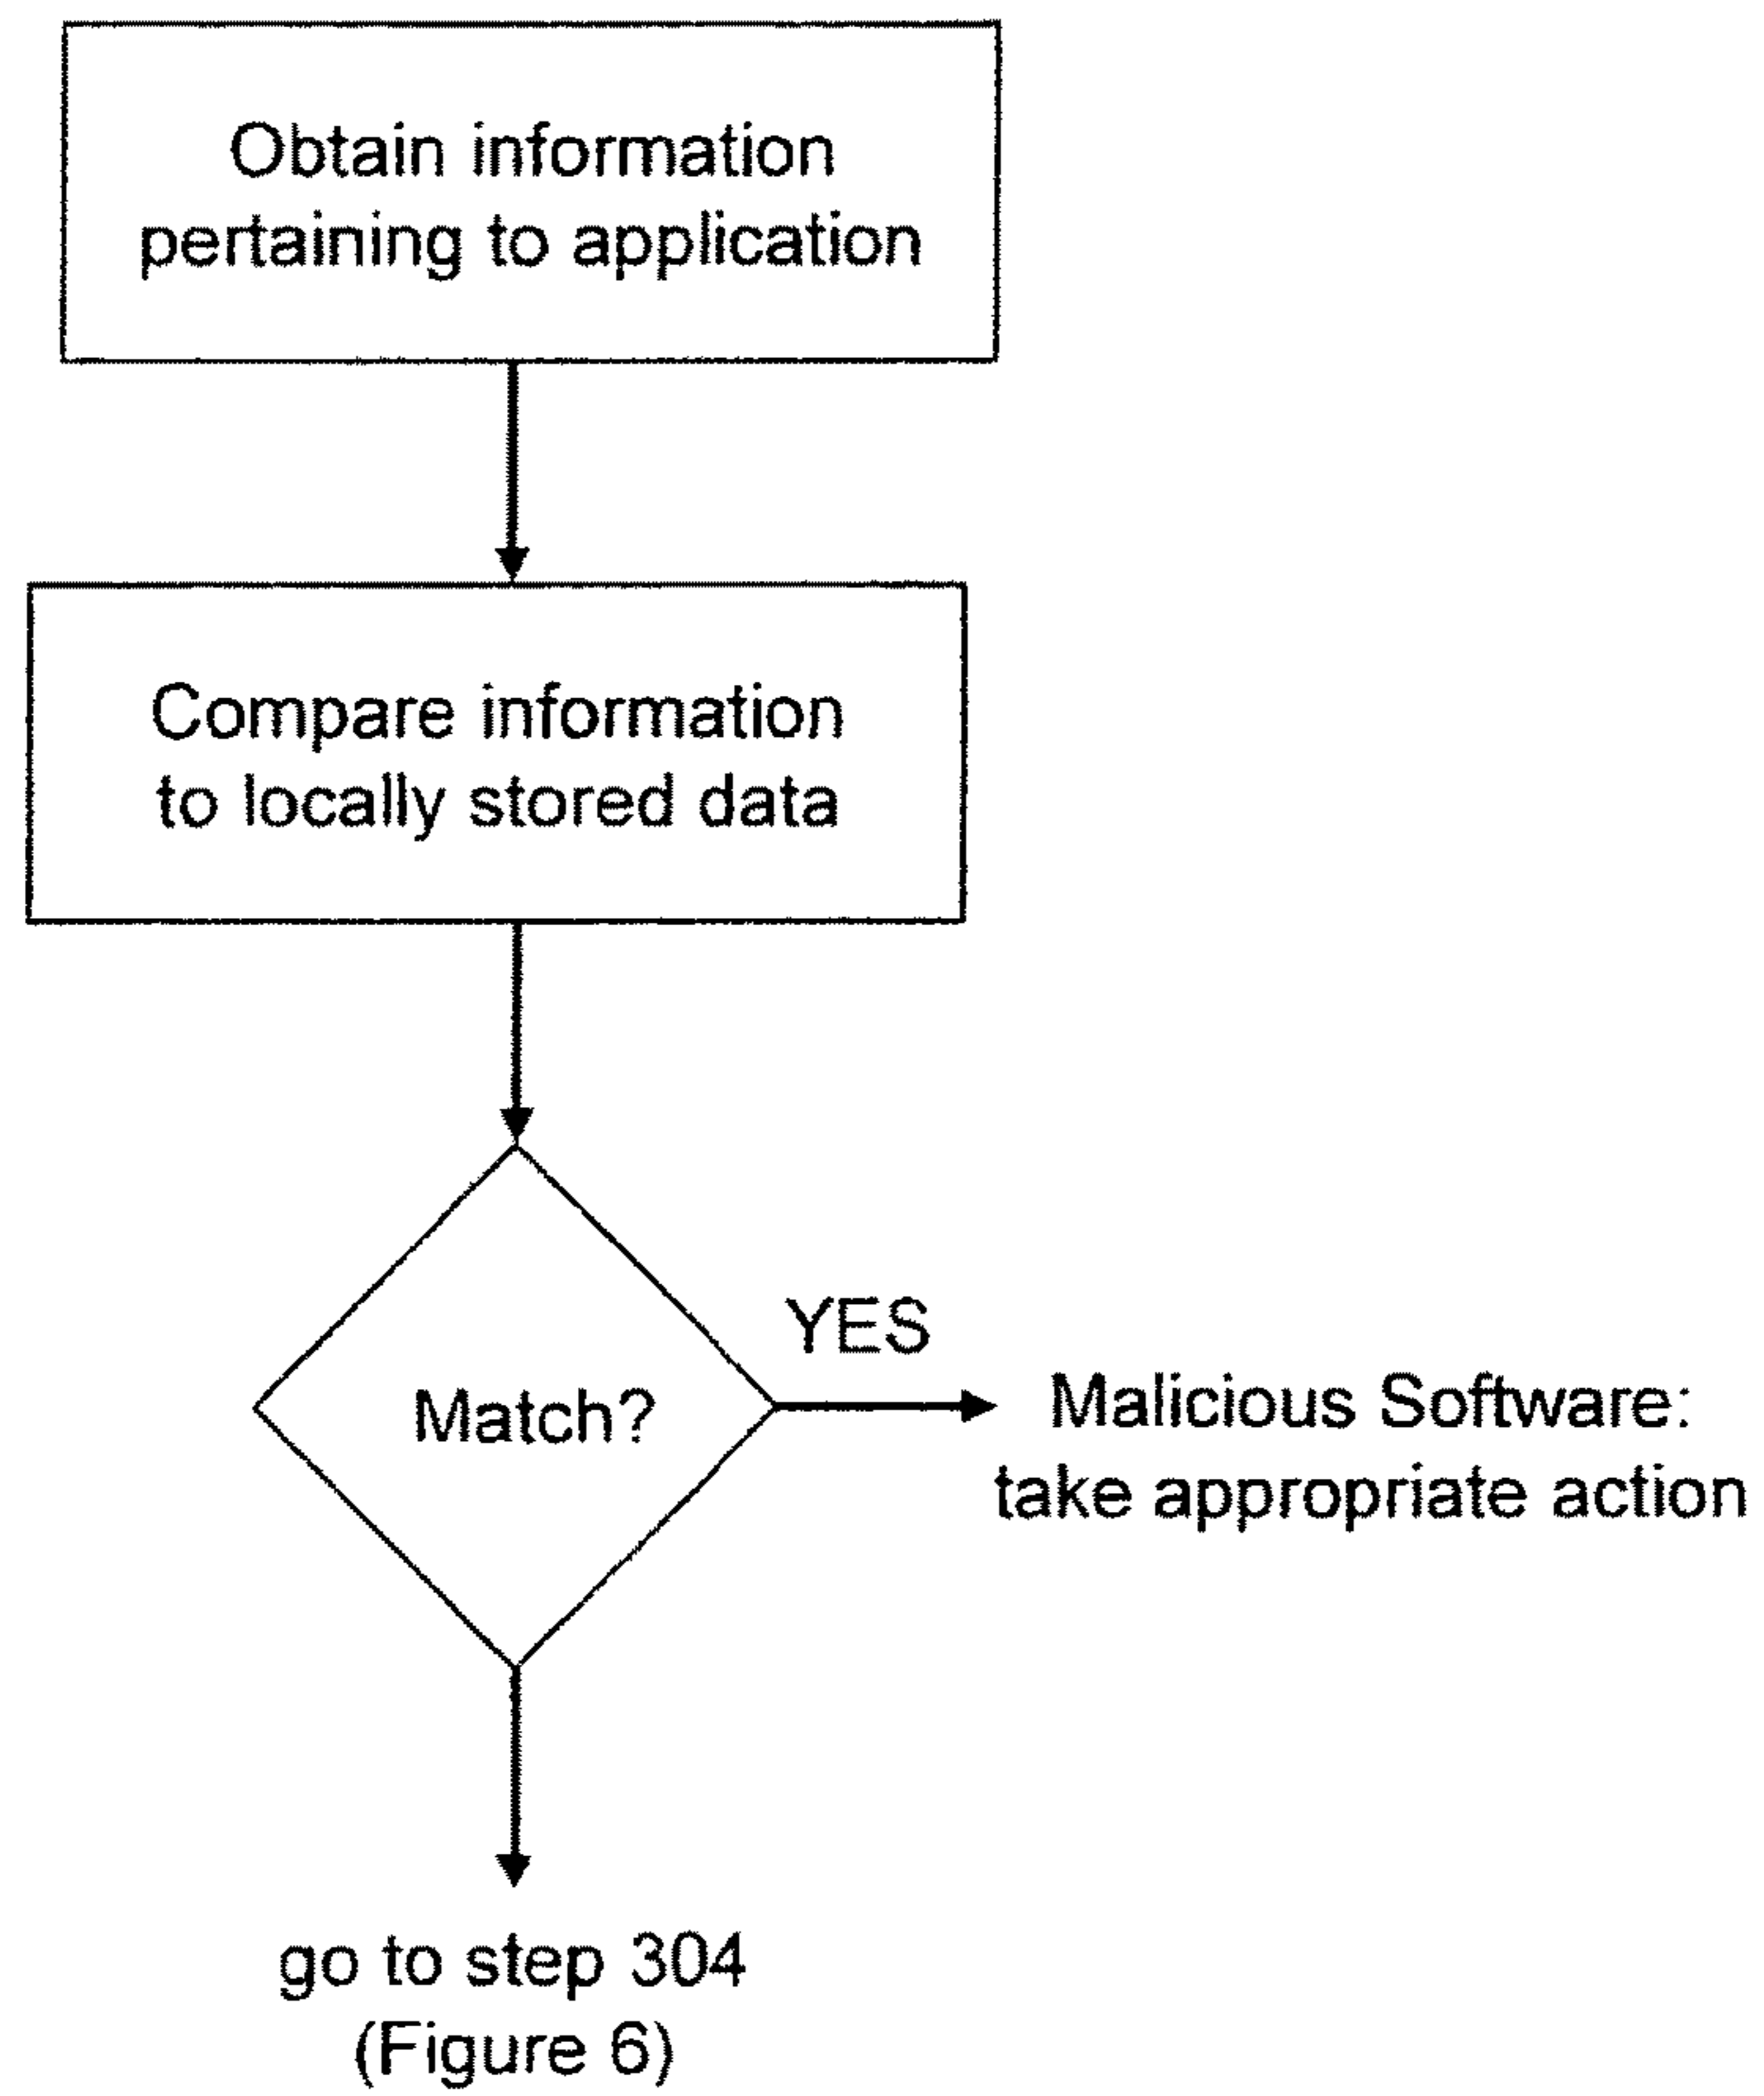 Obtain information
pertaining to application
Compare information
to locally stored data
Match?
YES
Malicious Software:
take appropriate action
go to step 304
(Figure 6)